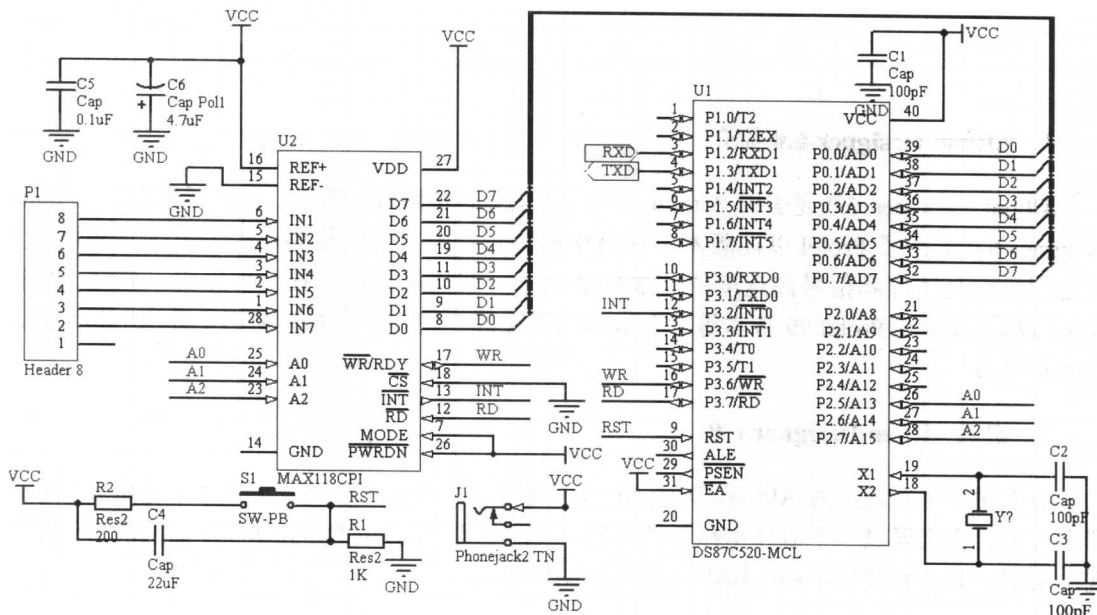 VCC
VCC
VCC
C5
Cap
0.1uF
GND
C6
Cap Pol1
4.7uF
GND
C1
Cap
100pF
GND
U2
16 REF+
15 REF-
GND
VDD 27
P1
8
7
6
5
4
3
2
1
Header 8
6 IN1
5 IN2
4 IN3
3 IN4
2 IN5
1 IN6
28 IN7
A0 25 A0
A1 24 A1
A2 23 A2
14 GND
D7 22 D7
D6 21 D6
D5 20 D5
D4 19 D4
D3 11 D3
D2 10 D2
D1 9 D1
D0 8 D0
WR/RDY 17 WR
CS 18
INT 13 INT
RD 12 RD
MODE 7
PWRDN 26
GND
VCC
MAX118CPI
U1
1 P1.0/T2
2 P1.1/T2EX
RXD 3 P1.2/RXD1
TXD 4 P1.3/TXD1
5 P1.4/INT2
6 P1.5/INT3
7 P1.6/INT4
8 P1.7/INT5
10 P3.0/RXD0
11 P3.1/TXD0
INT 12 P3.2/INT0
13 P3.3/INT1
14 P3.4/T0
15 P3.5/T1
WR 16 P3.6/WR
RD 17 P3.7/RD
RST 9 RST
30 ALE
VCC 29 PSEN
31 EA
20 GND
VCC 40
P0.0/AD0 39 D0
P0.1/AD1 38 D1
P0.2/AD2 37 D2
P0.3/AD3 36 D3
P0.4/AD4 35 D4
P0.5/AD5 34 D5
P0.6/AD6 33 D6
P0.7/AD7 32 D7
P2.0/A8 21
P2.1/A9 22
P2.2/A10 23
P2.3/A11 24
P2.4/A12 25
P2.5/A13 26 A0
P2.6/A14 27 A1
P2.7/A15 28 A2
X1 19
X2 18
DS87C520-MCL
VCC
R2
Res2
200
S1
SW-PB
RST
C4
Cap
22uF
R1
Res2
1K
GND
J1
VCC
Phonejack2 TN
GND
2
Y?
1
C2
Cap
100pF
C3
Cap
100pF
GND